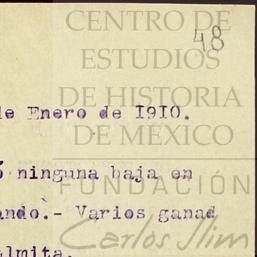 CENTRO DE
48
ESTUDIOS
DE HISTORIA
de Enero de 1910.
DE MÉXICO
ninguna baja en
FUNDACIÓN
ando.- Varios ganad
Carlos Slim
almita.